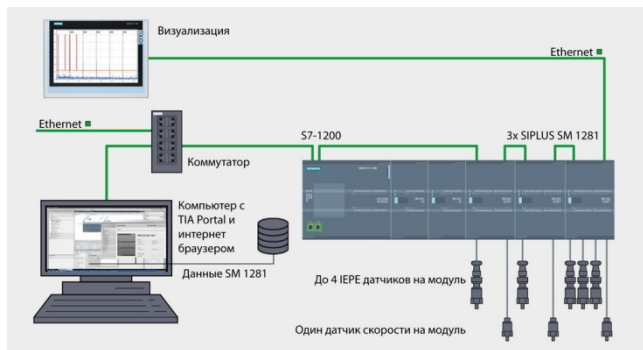 Визуализация
Ethernet
Ethernet
S7-1200
3x SIPLUS SM 1281
Коммутатор
Компьютер с
TIA Portal и
интернет
браузером
Данные SM 1281
До 4 IEPE датчиков на модуль
Один датчик скорости на модуль